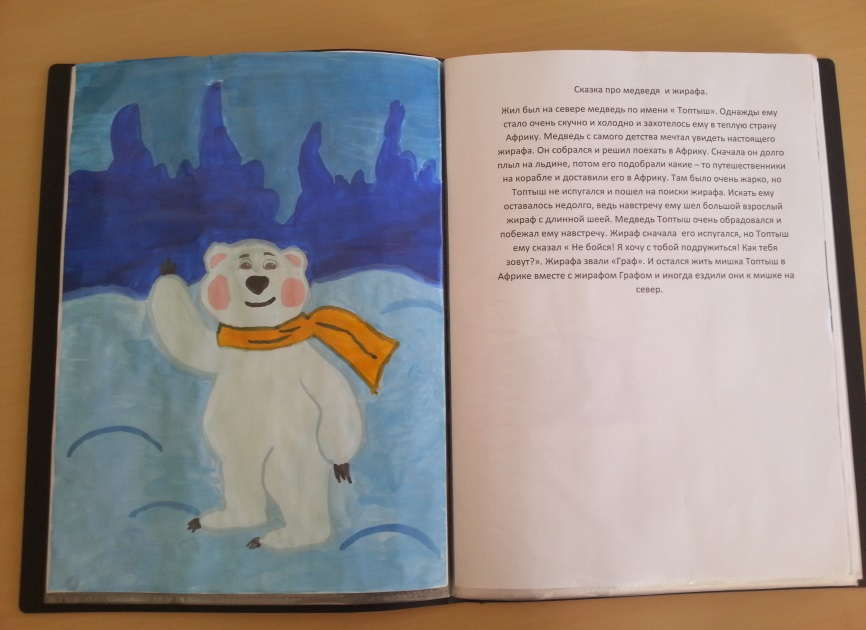 Сказка про медведя и жирафа.
Жил был на севере медведь по имени « Топтыш». Однажды ему
стало очень скучно и холодно и захотелось ему в теплую страну
Африку. Медведь с самого детства мечтал увидеть настоящего
жирафа. Он собрался и решил поехать в Африку. Сначала он долго
плыл на льдине, потом его подобрали какие – то путешественники
на корабле и доставили его в Африку. Там было очень жарко, но
Топтыш не испугался и пошел на поиски жирафа. Искать ему
оставалось недолго, ведь навстречу ему шел большой взрослый
жираф с длинной шеей. Медведь Топтыш очень обрадовался и
побежал ему навстречу. Жираф сначала его испугался, но Топтыш
ему сказал « Не бойся! Я хочу с тобой подружиться! Как тебя
зовут?». Жирафа звали «Граф». И остался жить мишка Топтыш в
Африке вместе с жирафом Графом и иногда ездили они к мишке на
север.